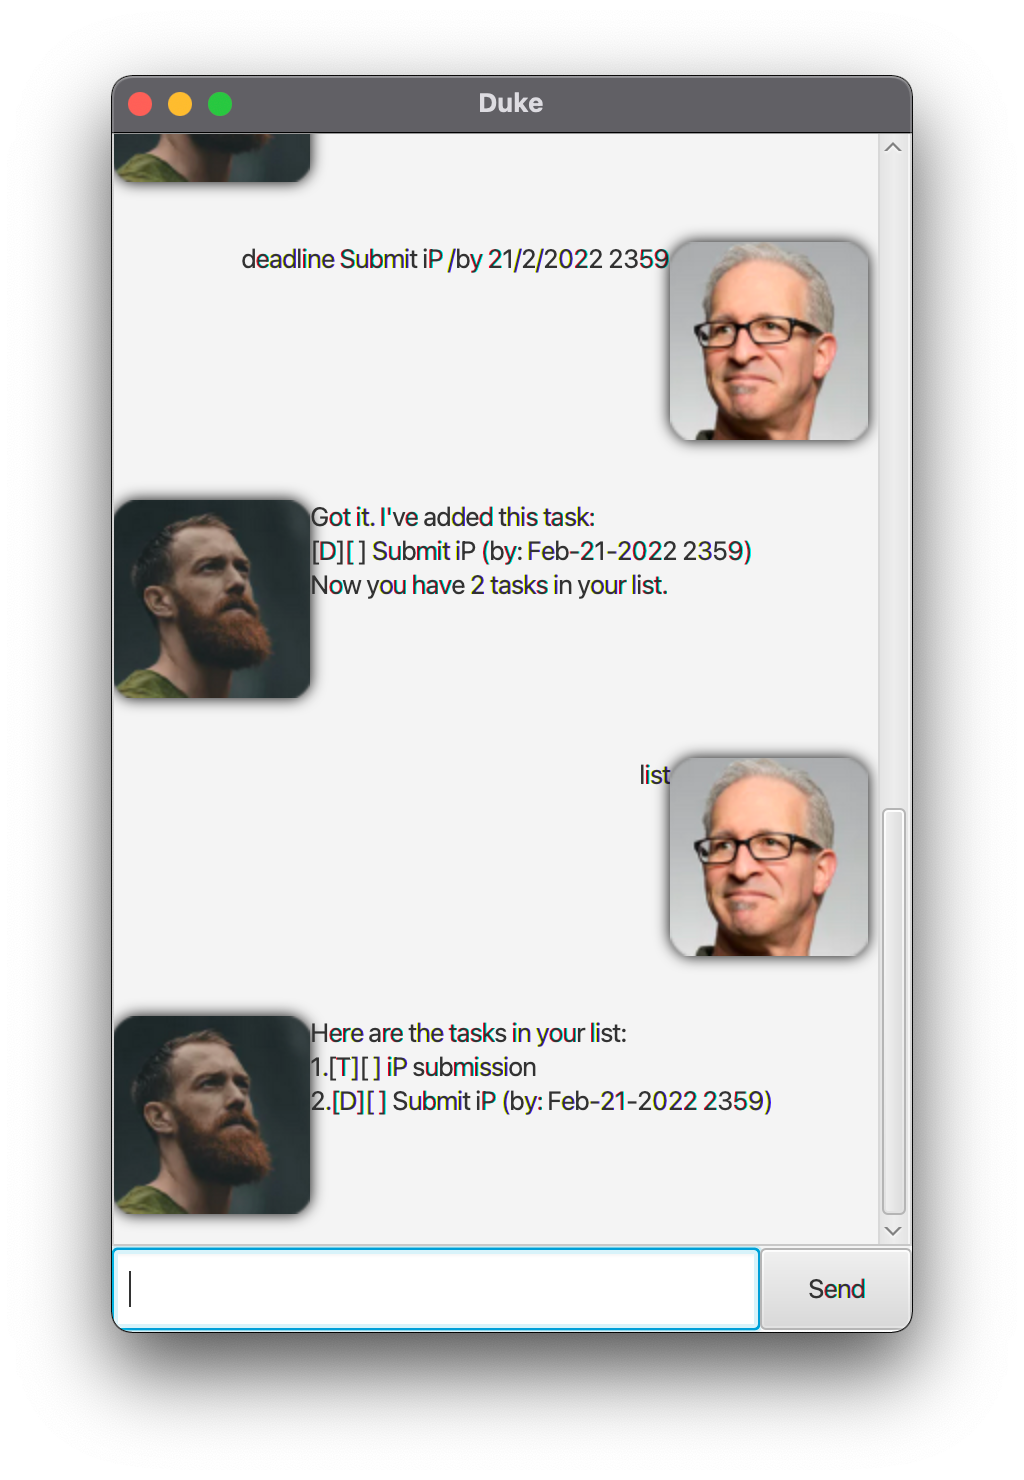 Duke
deadline Submit iP /by 21/2/2022 2359
Got it. I've added this task:
[D][ ] Submit iP (by: Feb-21-2022 2359)
Now you have 2 tasks in your list.
list
Here are the tasks in your list:
1.[T][ ] iP submission
2.[D][ ] Submit iP (by: Feb-21-2022 2359)
Send